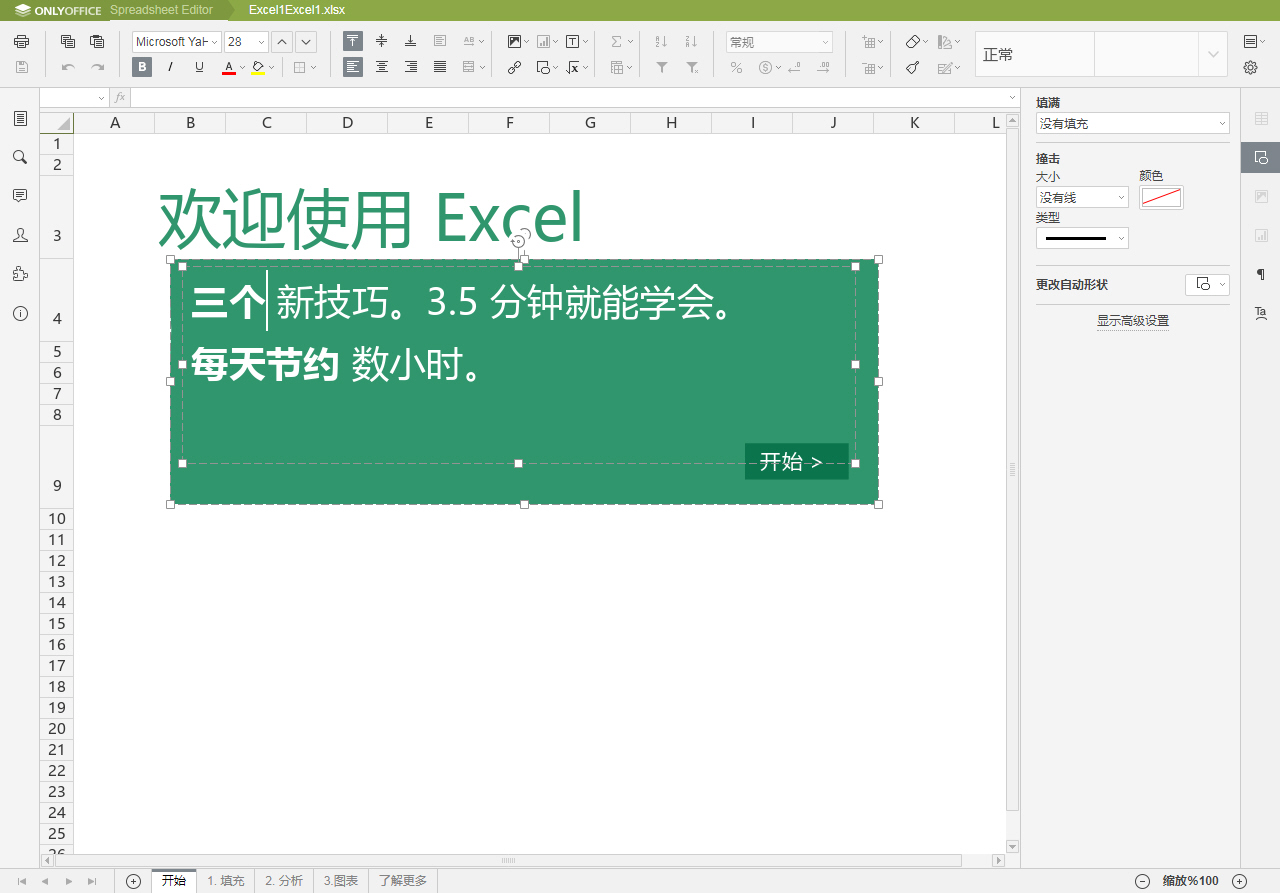 ONLYOFFICE Spreadsheet Editor Excel1Excel1.xlsx
Microsoft YaH 28 AB 常规
B I U A 正常
fx
A B C D E F G H I J K L
1
2
3
4
5
6
7
8
9
10
11
12
13
14
15
16
17
18
19
20
21
22
23
24
25
26
欢迎使用 Excel
三个 新技巧。3.5 分钟就能学会。
每天节约 数小时。
开始 >
填满
没有填充
撞击
大小 颜色
没有线
类型
更改自动形状
显示高级设置
Ta
开始 1. 填充 2. 分析 3.图表 了解更多 缩放%100